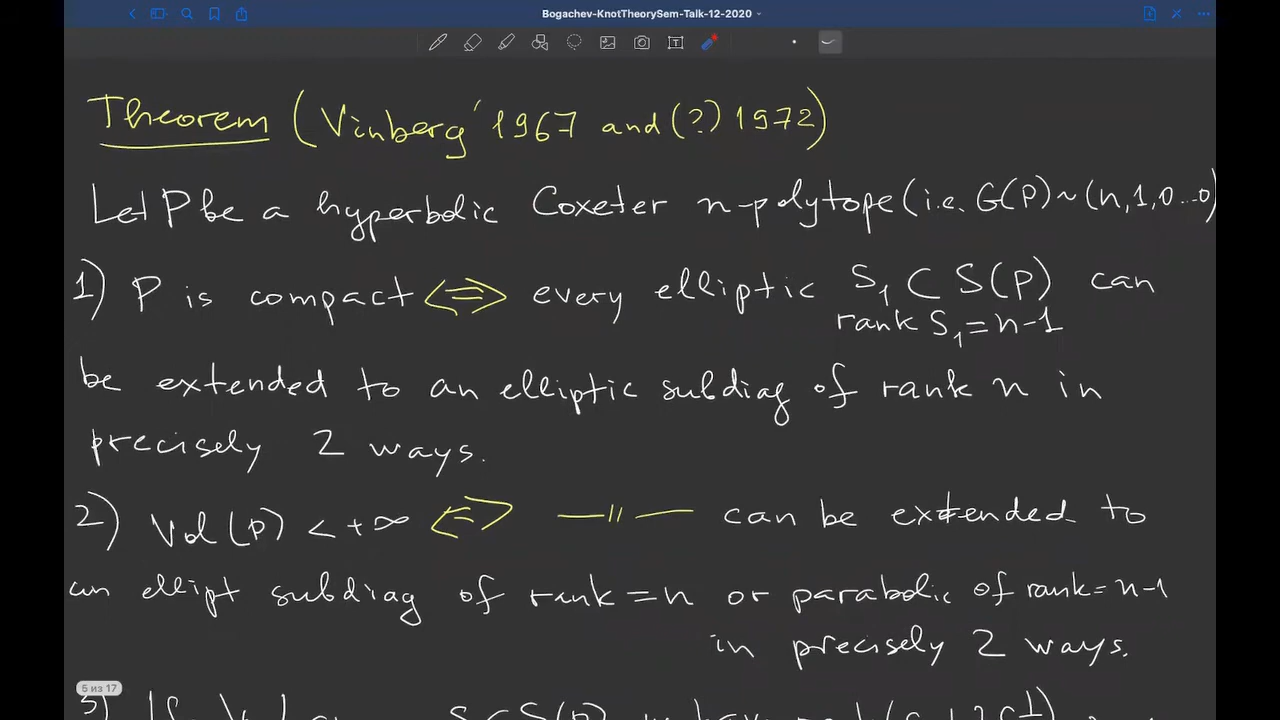 Bogachev-KnotTheorySem-Talk-12-2020
Theorem (Vinberg' 1967 and (?) 1972)
Let P be a hyperbolic Coxeter n-polytope (i.e. G(P) ~ (n,1,0...0)
1) P is compact <=> every elliptic S₁ ⊂ S(P) can
rank S₁ = n-1
be extended to an elliptic subdiag of rank n in
precisely 2 ways.
2) Vol(P) < +∞ <=> —||— can be extended to
an ellipt subdiag of rank = n or parabolic of rank = n-1
in precisely 2 ways.
5 из 17